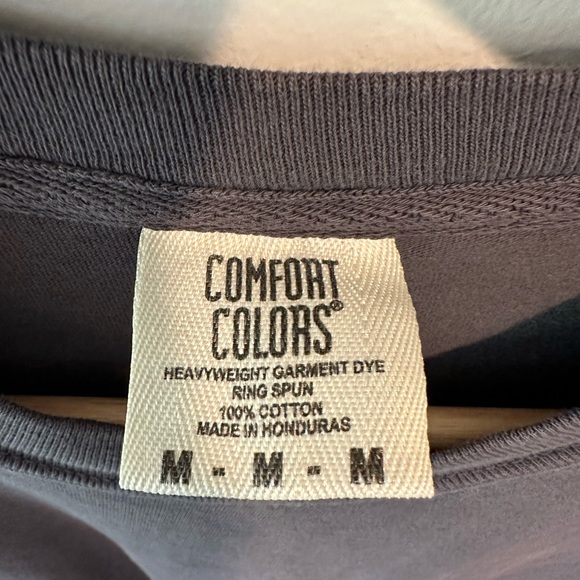 COMFORT
COLORS®
HEAVYWEIGHT GARMENT DYE
RING SPUN
100% COTTON
MADE IN HONDURAS
M - M - M